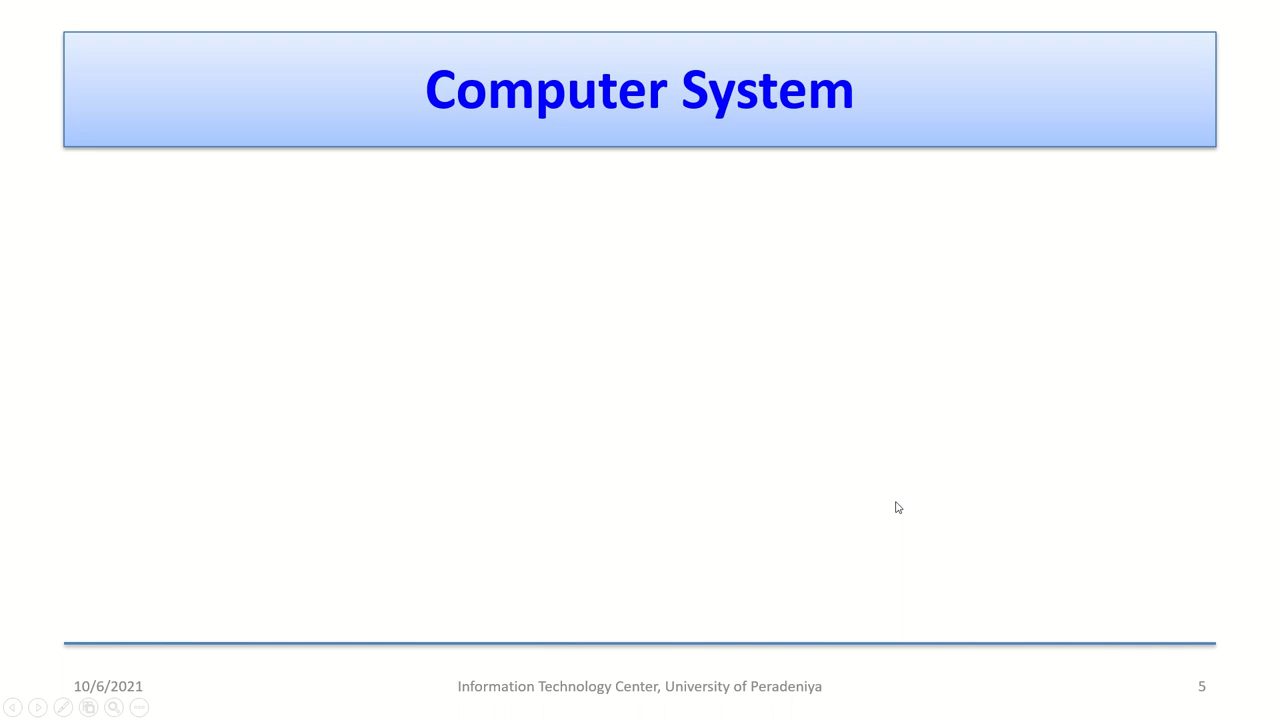 Computer System
10/6/2021
Information Technology Center, University of Peradeniya
5